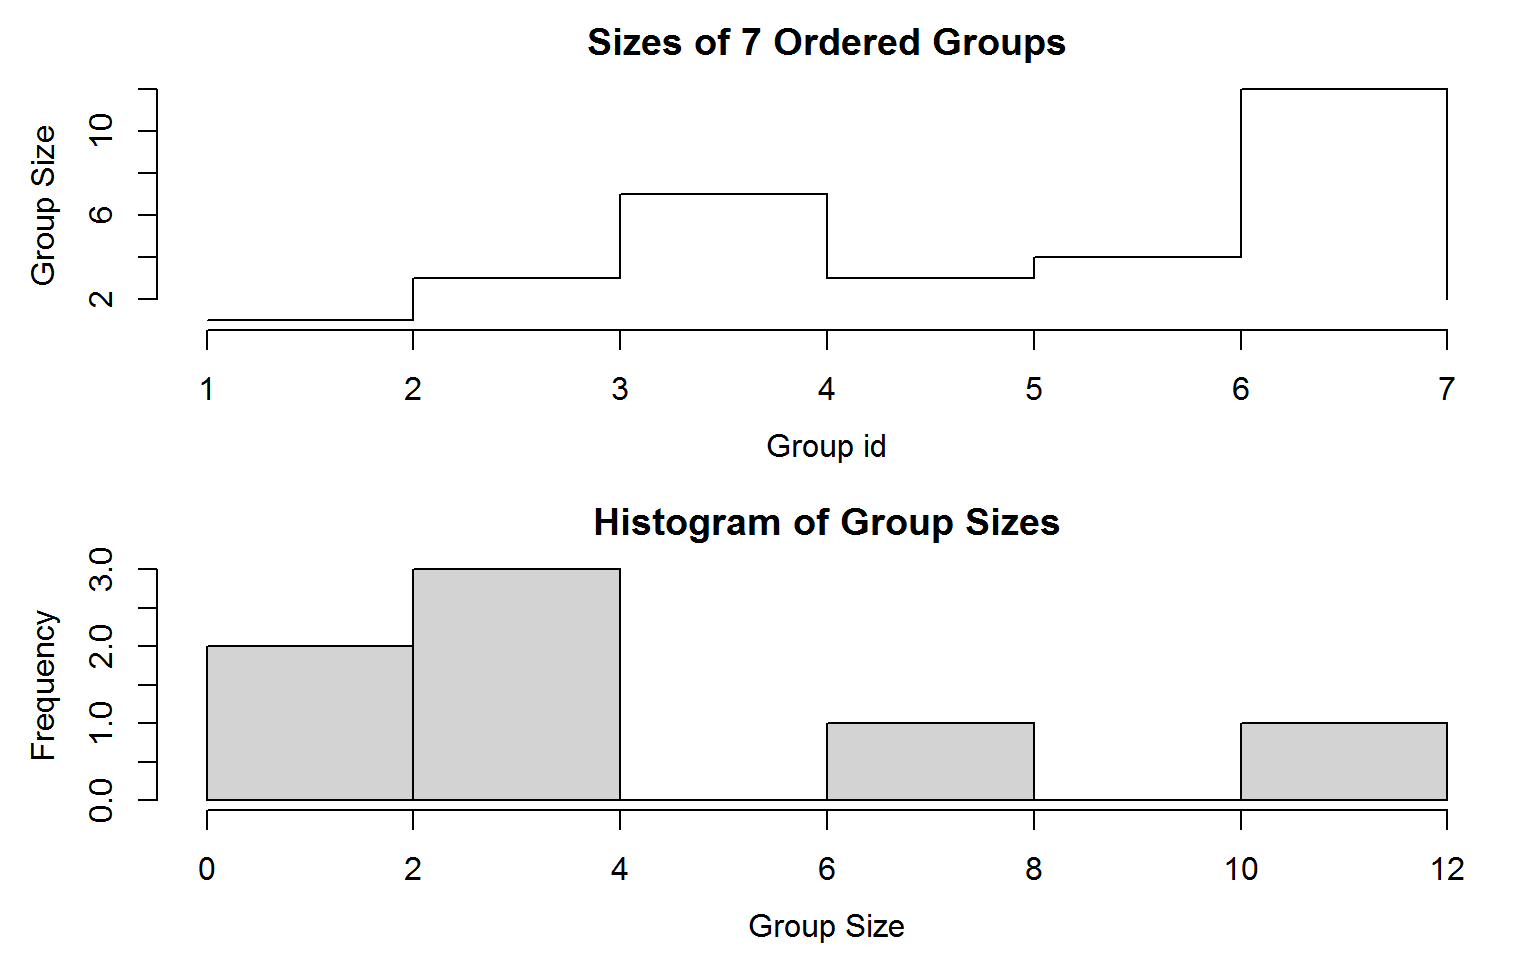 Sizes of 7 Ordered Groups
Group Size
10
6
2
1 2 3 4 5 6 7
Group id
Histogram of Group Sizes
Frequency
3.0
2.0
1.0
0.0
0 2 4 6 8 10 12
Group Size